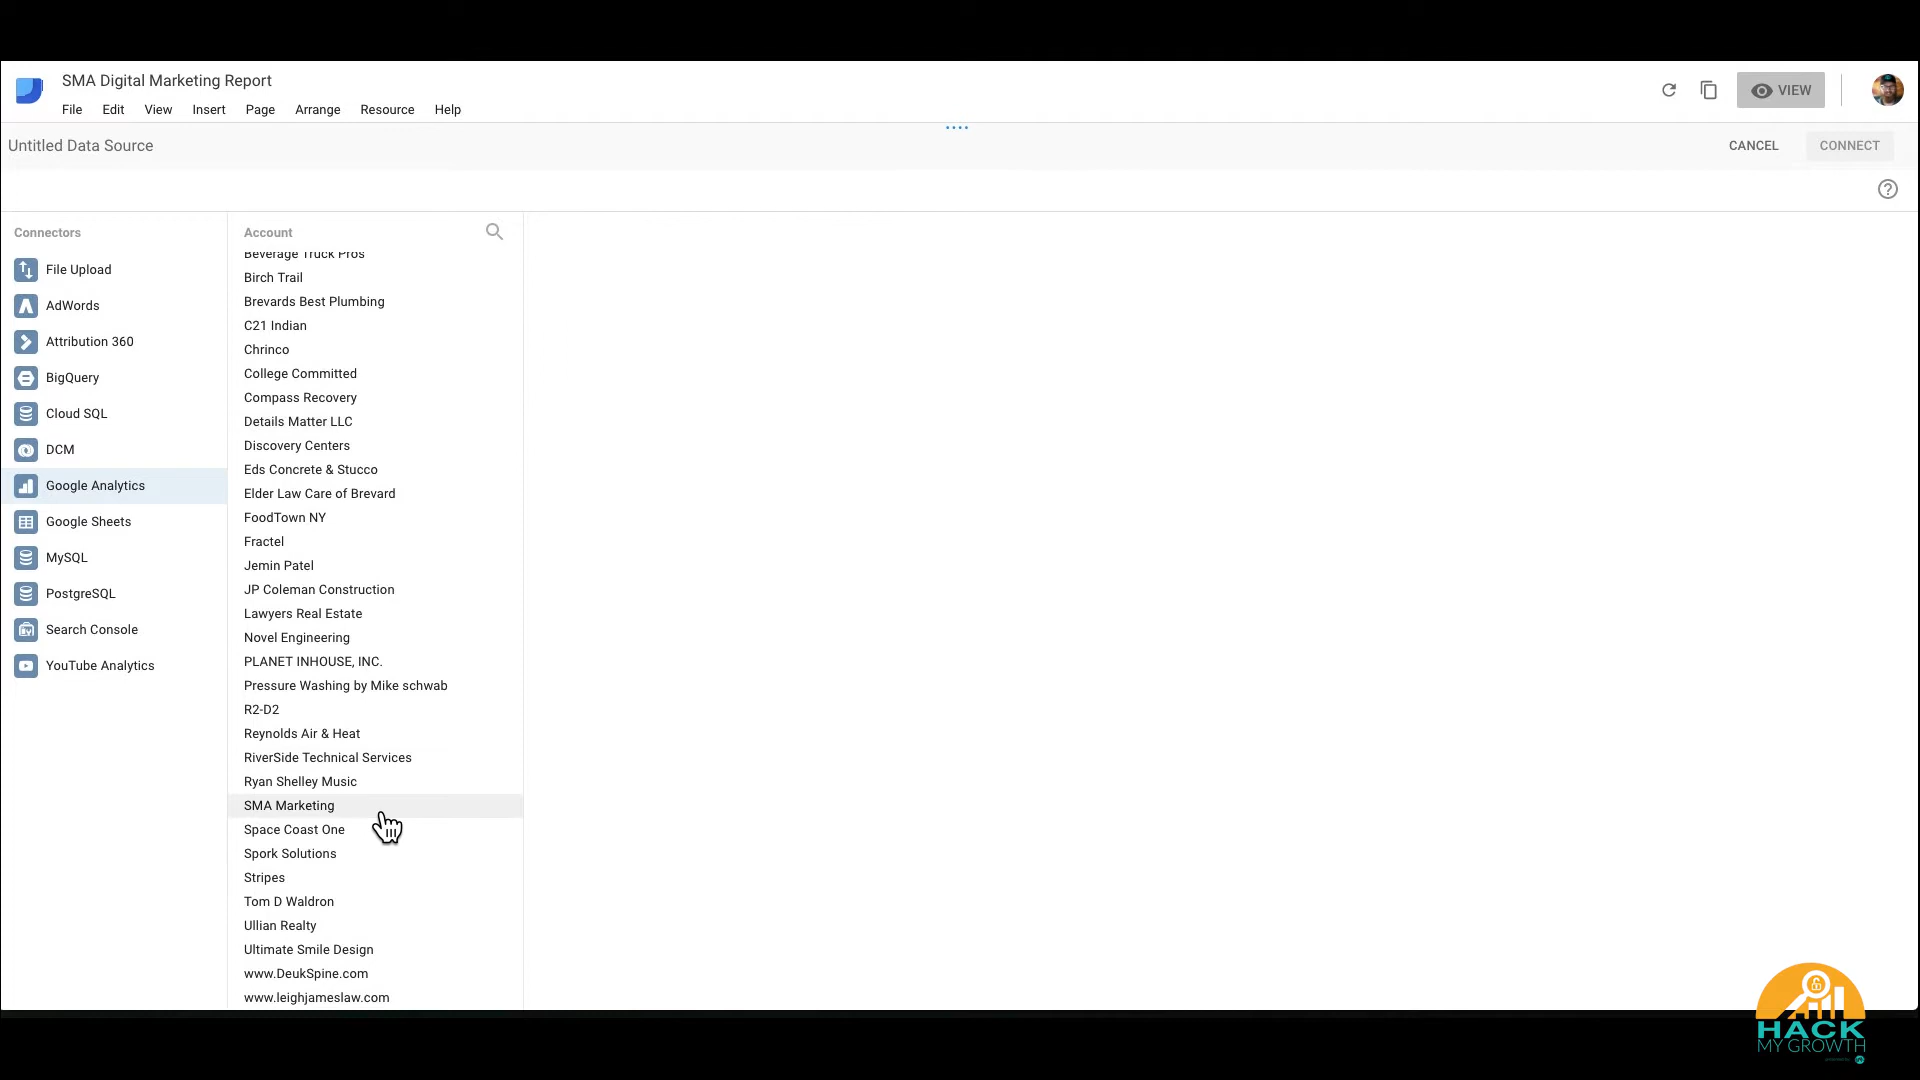 SMA Digital Marketing Report
File Edit View Insert Page Arrange Resource Help
VIEW
Untitled Data Source
CANCEL CONNECT
Connectors
File Upload
AdWords
Attribution 360
BigQuery
Cloud SQL
DCM
Google Analytics
Google Sheets
MySQL
PostgreSQL
Search Console
YouTube Analytics
Account
Beverage Truck Pros
Birch Trail
Brevards Best Plumbing
C21 Indian
Chrinco
College Committed
Compass Recovery
Details Matter LLC
Discovery Centers
Eds Concrete & Stucco
Elder Law Care of Brevard
FoodTown NY
Fractel
Jemin Patel
JP Coleman Construction
Lawyers Real Estate
Novel Engineering
PLANET INHOUSE, INC.
Pressure Washing by Mike schwab
R2-D2
Reynolds Air & Heat
RiverSide Technical Services
Ryan Shelley Music
SMA Marketing
Space Coast One
Spork Solutions
Stripes
Tom D Waldron
Ullian Realty
Ultimate Smile Design
www.DeukSpine.com
www.leighjameslaw.com
HACK
MY GROWTH